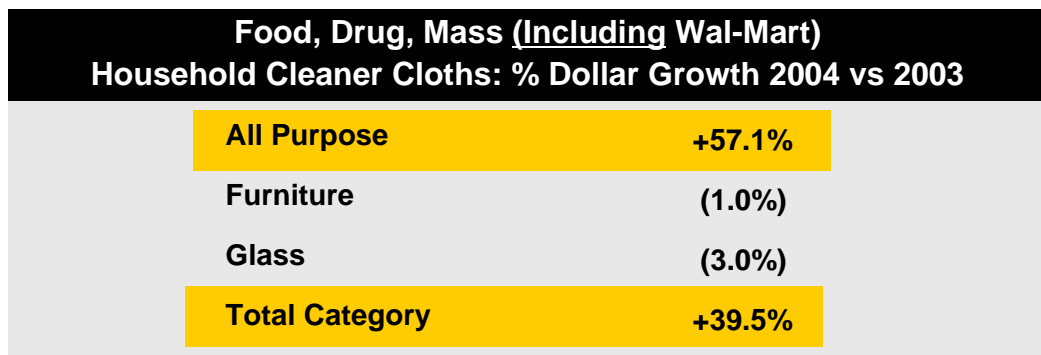 Food, Drug, Mass (Including Wal-Mart)
Household Cleaner Cloths: % Dollar Growth 2004 vs 2003
All Purpose +57.1%
Furniture (1.0%)
Glass (3.0%)
Total Category +39.5%